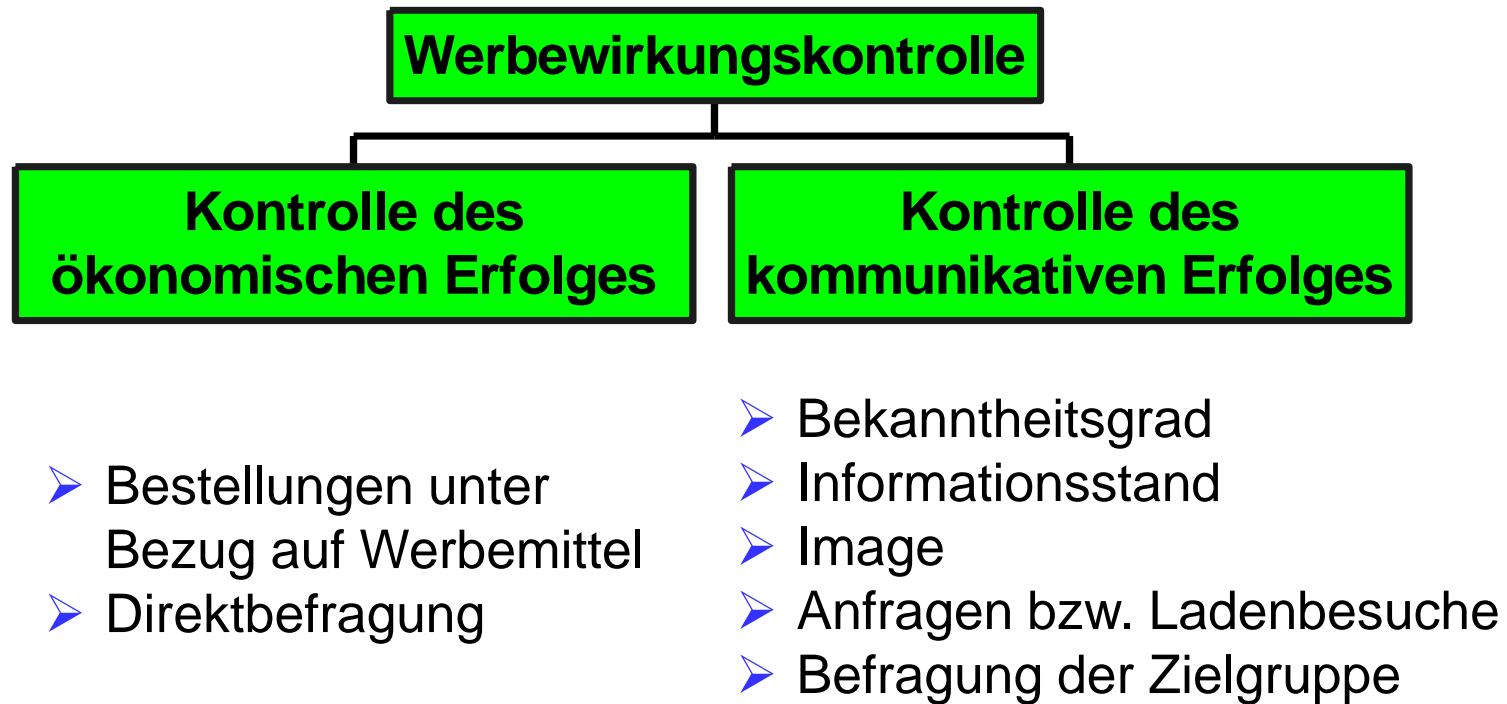 Werbewirkungskontrolle
Kontrolle des
ökonomischen Erfolges
Kontrolle des
kommunikativen Erfolges
Bestellungen unter
Bezug auf Werbemittel
Direktbefragung
Bekanntheitsgrad
Informationsstand
Image
Anfragen bzw. Ladenbesuche
Befragung der Zielgruppe